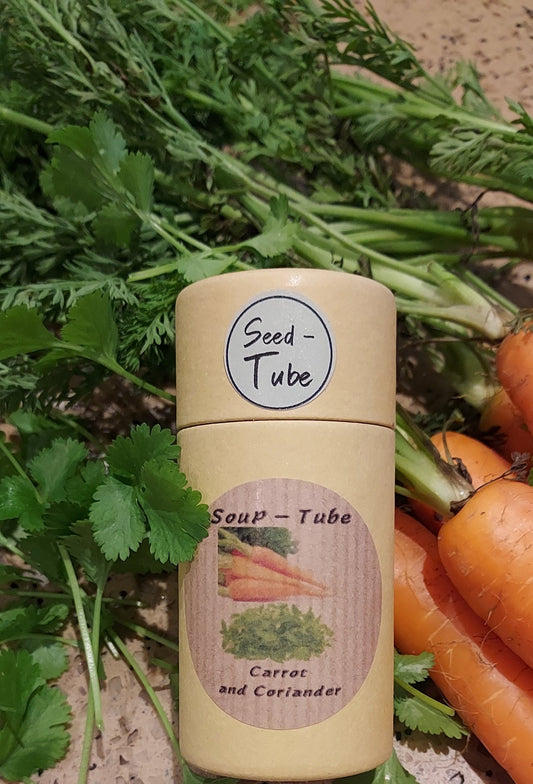 Seed -
Tube
Soup - Tube
Carrot
and Coriander